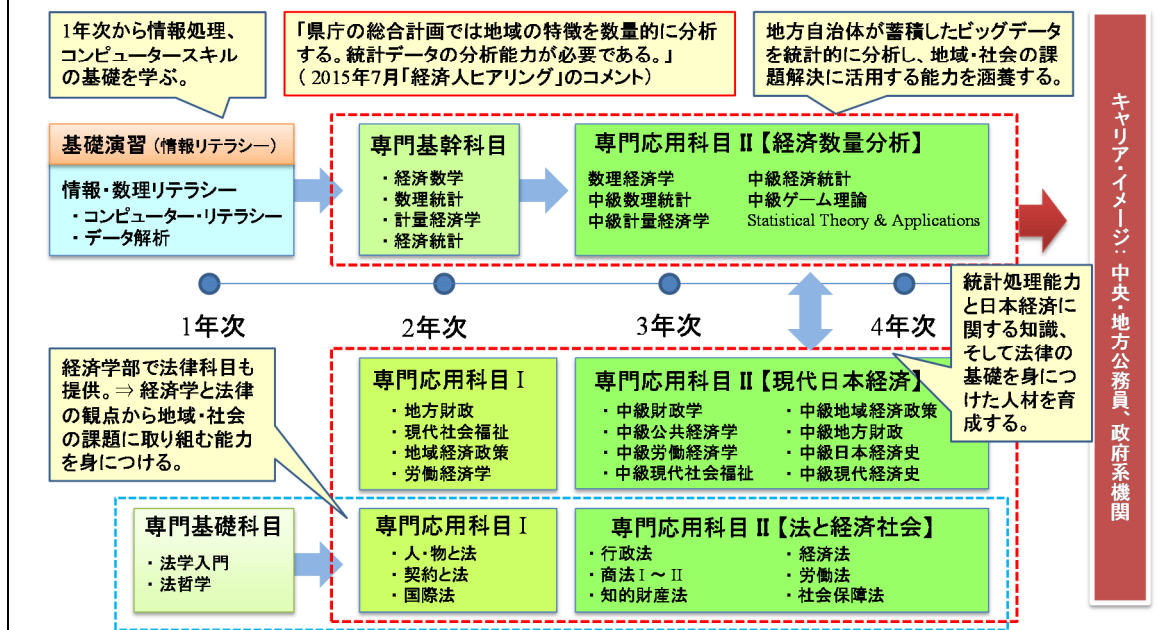 1年次から情報処理、
コンピュータースキル
の基礎を学ぶ。
「県庁の総合計画では地域の特徴を数量的に分析
する。統計データの分析能力が必要である。」
（2015年7月「経済人ヒアリング」のコメント）
地方自治体が蓄積したビッグデータ
を統計的に分析し、地域・社会の課
題解決に活用する能力を涵養する。
基礎演習（情報リテラシー）
情報・数理リテラシー
・コンピューター・リテラシー
・データ解析
専門基幹科目
・経済数学
・数理統計
・計量経済学
・経済統計
専門応用科目 II【経済数量分析】
数理経済学
中級数理統計
中級計量経済学
中級経済統計
中級ゲーム理論
Statistical Theory & Applications
キャリア・イメージ：中央・地方公務員、政府系機関
1年次
2年次
3年次
4年次
統計処理能力
と日本経済に
関する知識、
そして法律の
基礎を身につ
けた人材を育
成する。
経済学部で法律科目も
提供。⇒ 経済学と法律
の観点から地域・社会
の課題に取り組む能力
を身につける。
専門応用科目 I
・地方財政
・現代社会福祉
・地域経済政策
・労働経済学
専門応用科目 II【現代日本経済】
・中級財政学
・中級公共経済学
・中級労働経済学
・中級現代社会福祉
・中級地域経済政策
・中級地方財政
・中級日本経済史
・中級現代経済史
専門基礎科目
・法学入門
・法哲学
専門応用科目 I
・人・物と法
・契約と法
・国際法
専門応用科目 II【法と経済社会】
・行政法
・商法Ⅰ～Ⅱ
・知的財産法
・経済法
・労働法
・社会保障法